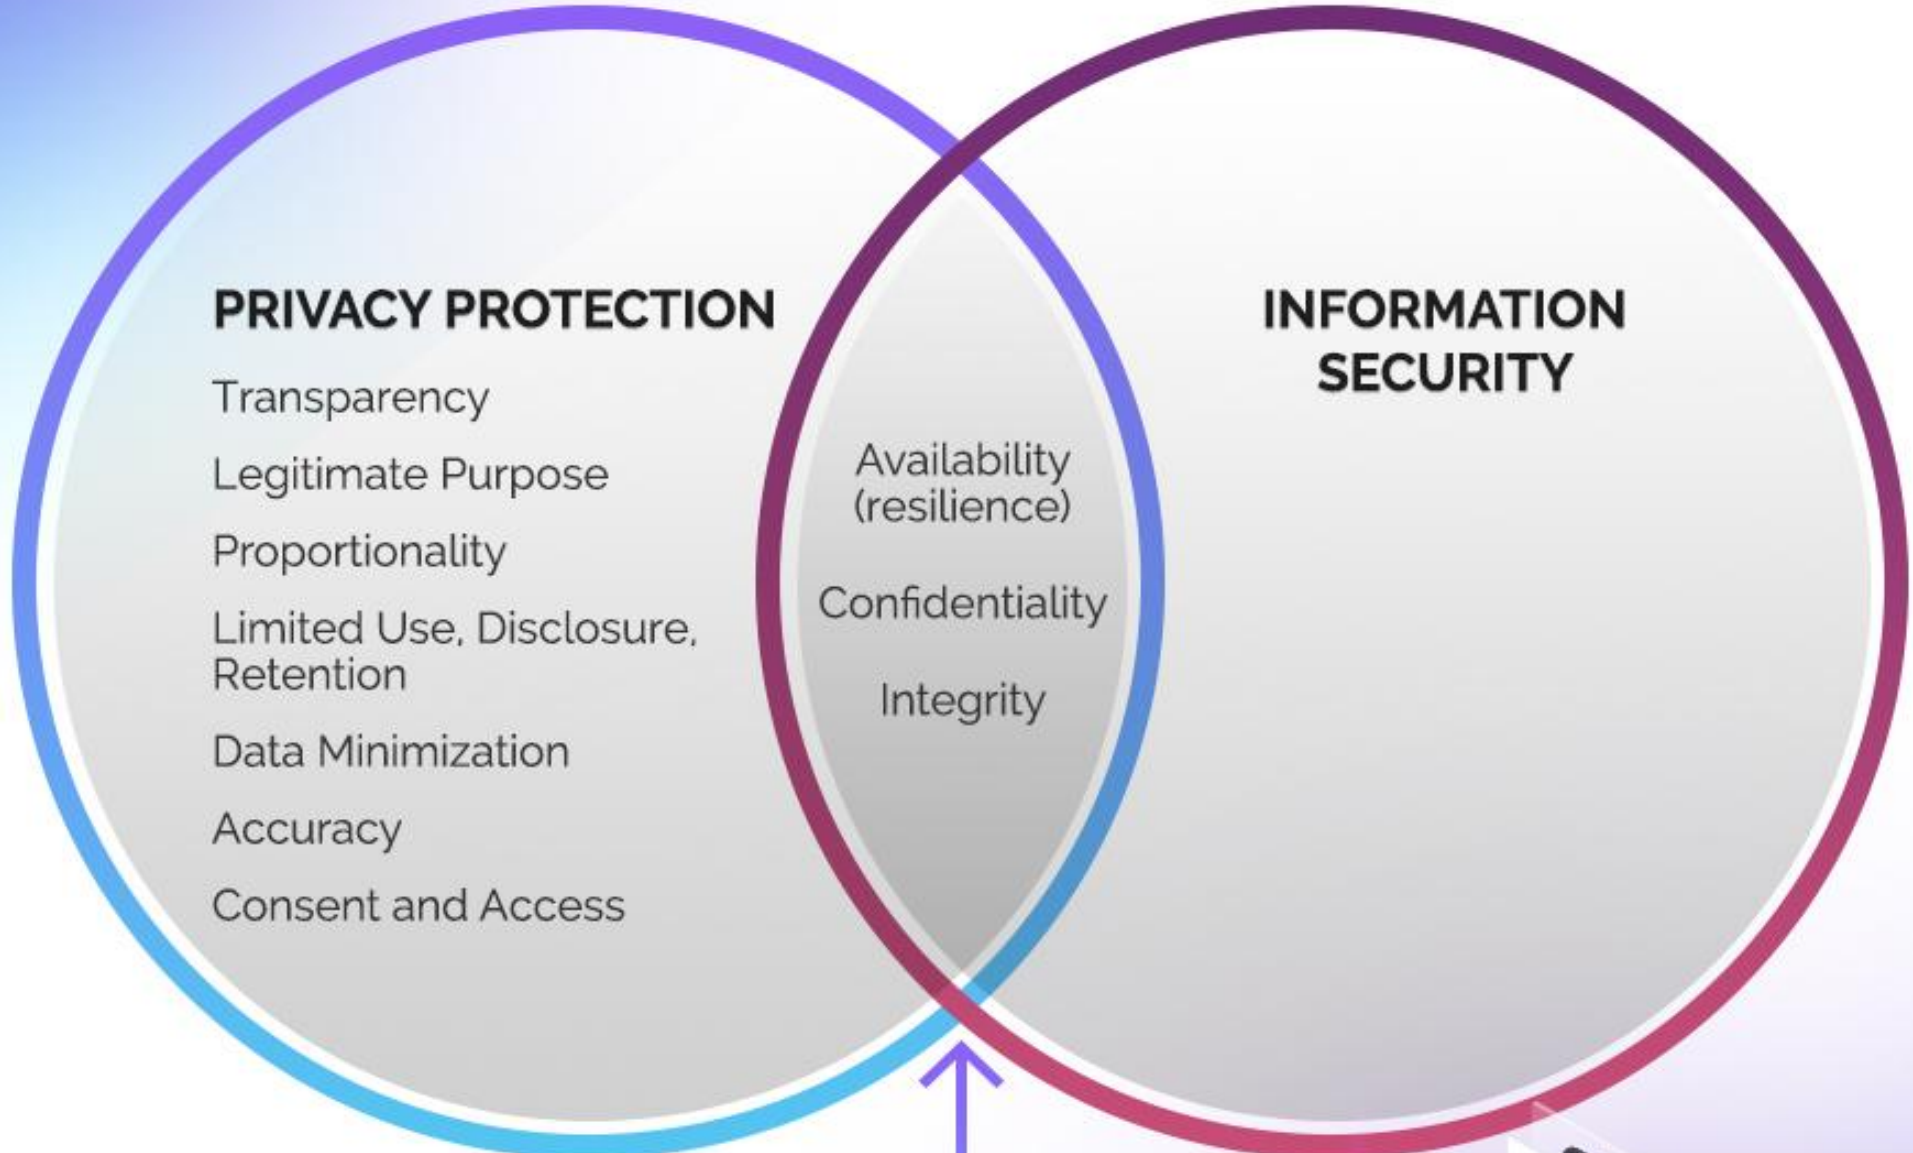 PRIVACY PROTECTION
Transparency
Legitimate Purpose
Proportionality
Limited Use, Disclosure,
Retention
Data Minimization
Accuracy
Consent and Access
Availability
(resilience)
Confidentiality
Integrity
INFORMATION
SECURITY